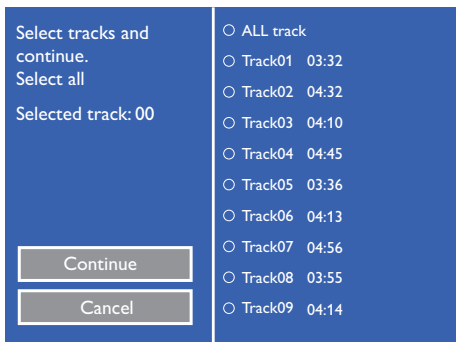 Select tracks and
continue.
Select all
Selected track: 00
Continue
Cancel
ALL track
Track01 03:32
Track02 04:32
Track03 04:10
Track04 04:45
Track05 03:36
Track06 04:13
Track07 04:56
Track08 03:55
Track09 04:14